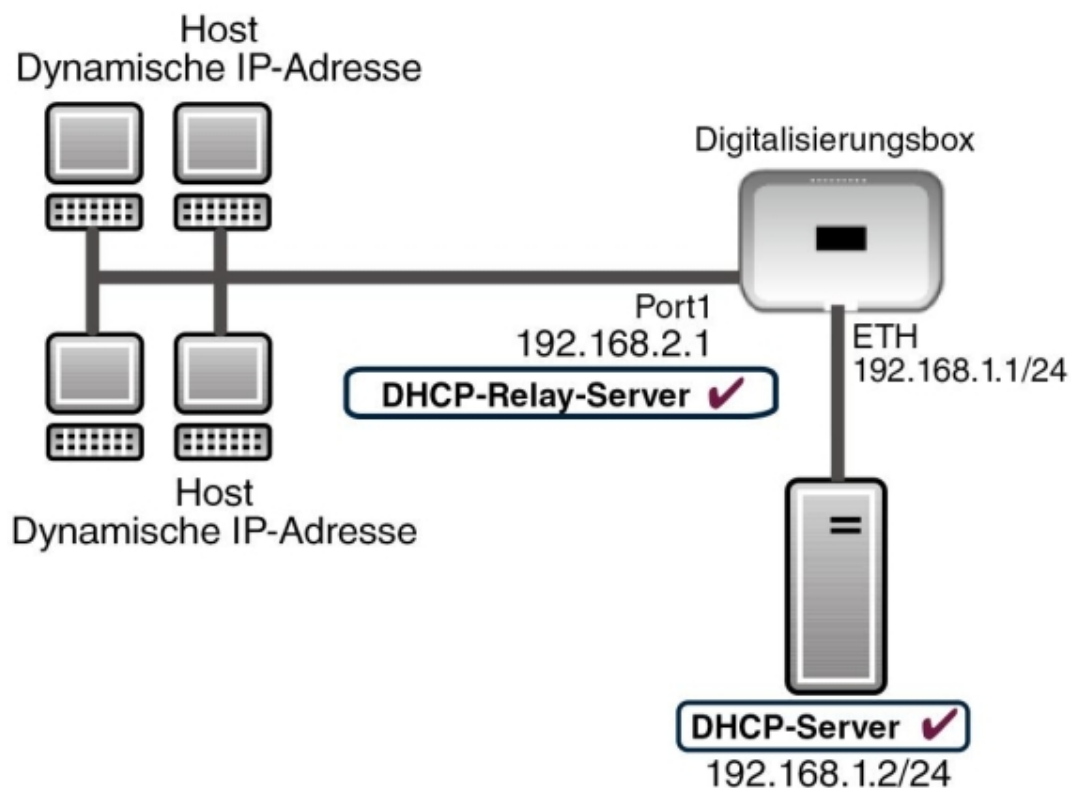 Host
Dynamische IP-Adresse
Digitalisierungsbox
Port1
192.168.2.1
DHCP-Relay-Server
ETH
192.168.1.1/24
Host
Dynamische IP-Adresse
DHCP-Server
192.168.1.2/24